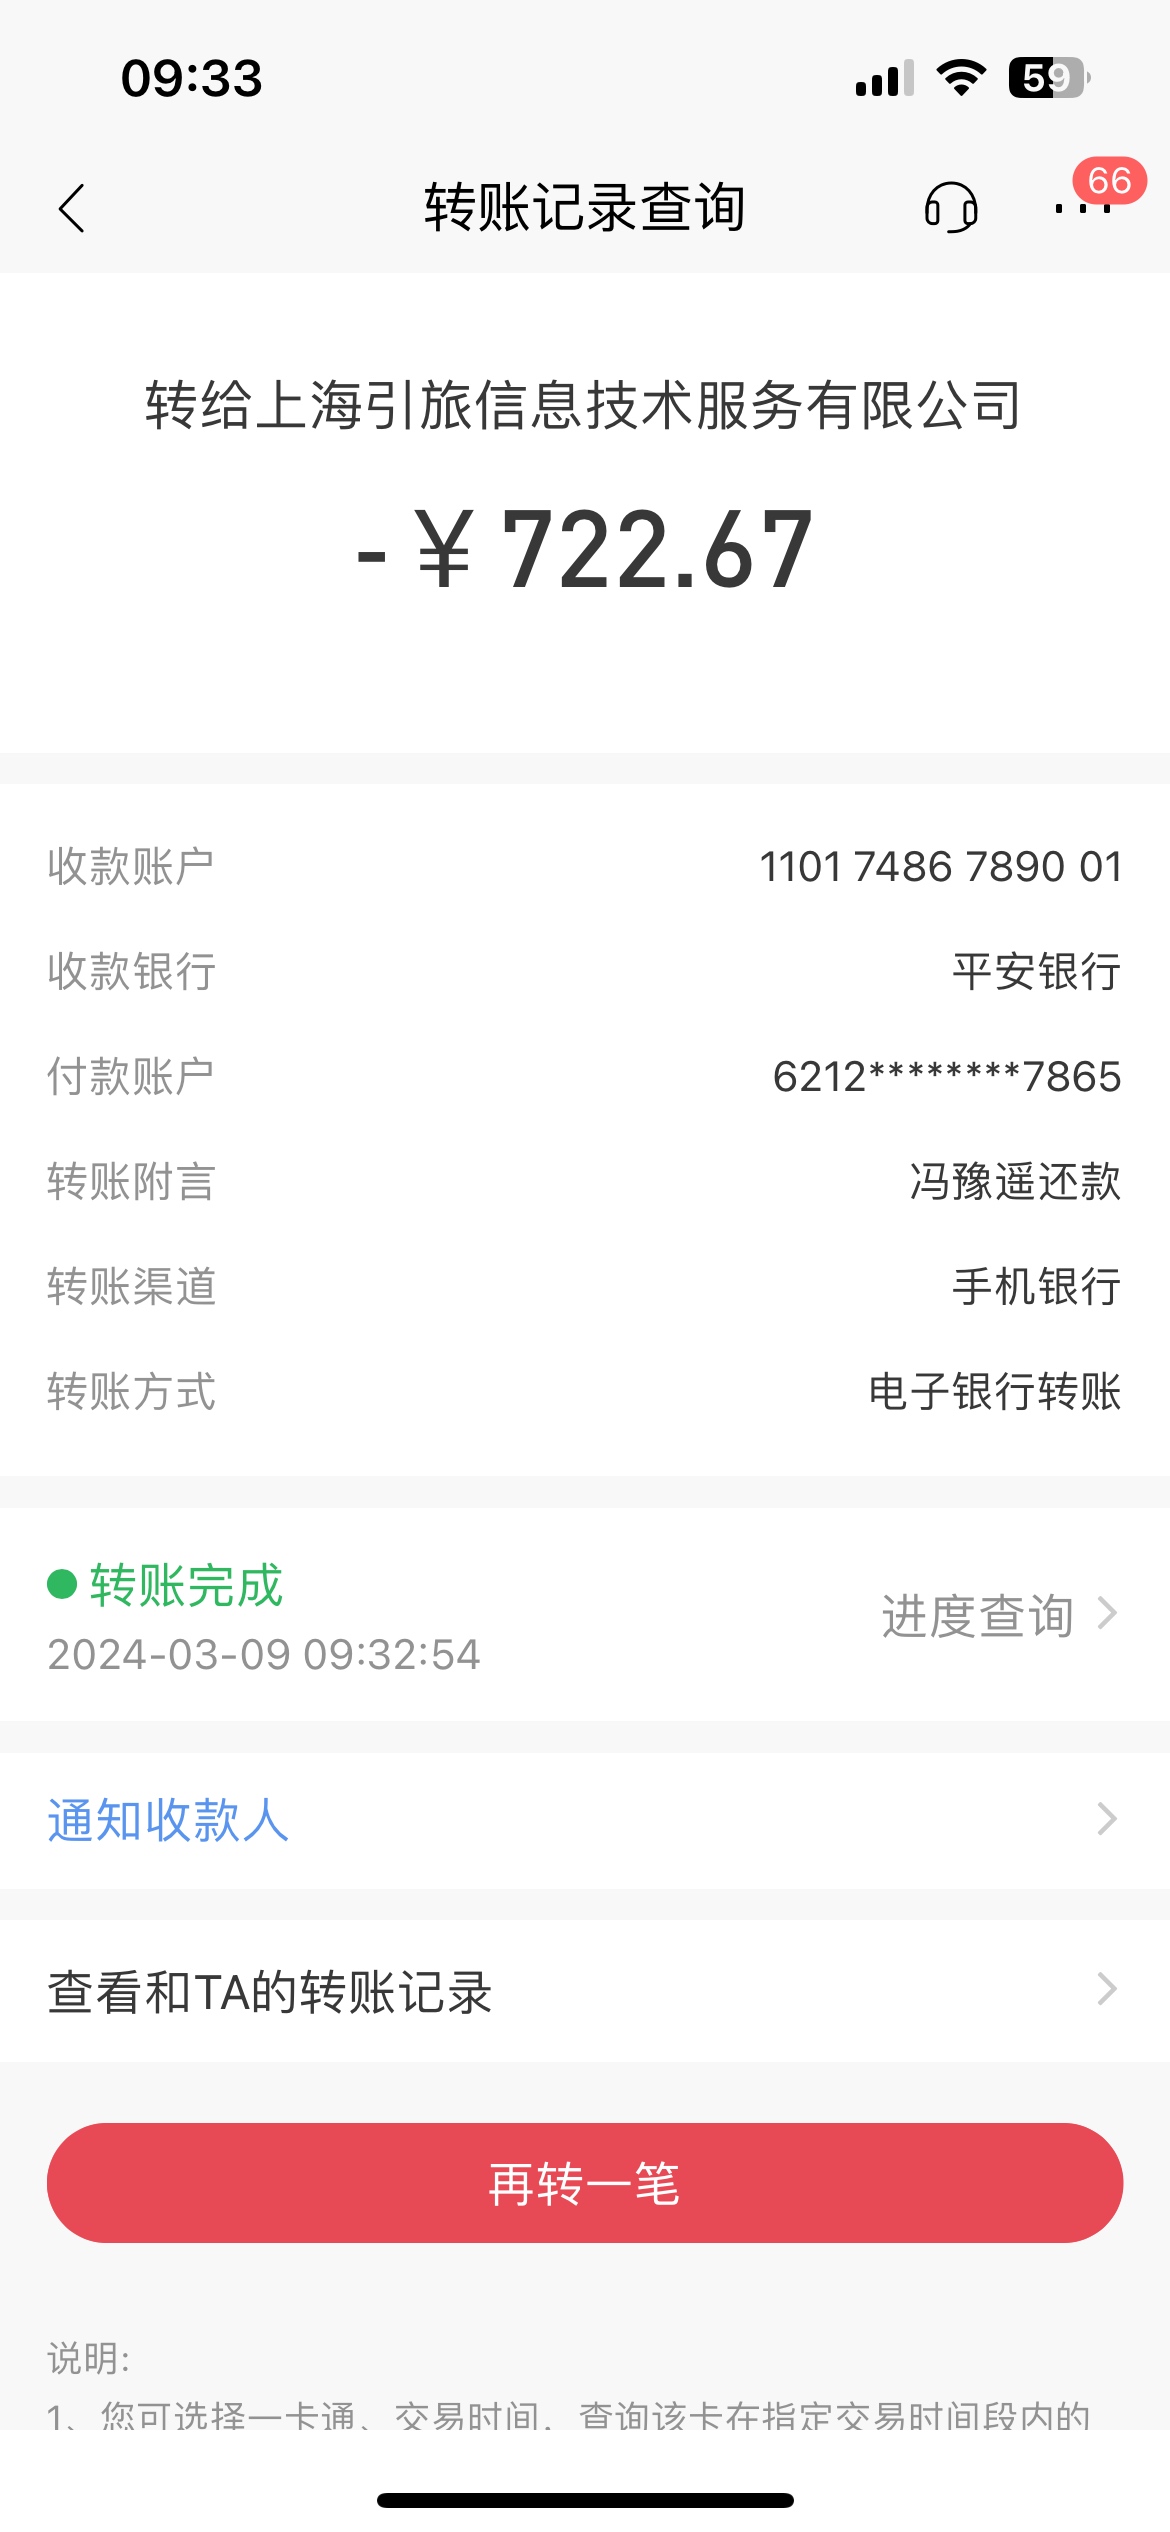 09:33
59
转账记录查询
66
转给上海引旅信息技术服务有限公司
- ¥ 722.67
收款账户 1101 7486 7890 01
收款银行 平安银行
付款账户 6212********7865
转账附言 冯豫遥还款
转账渠道 手机银行
转账方式 电子银行转账
转账完成
2024-03-09 09:32:54
进度查询
通知收款人
查看和TA的转账记录
再转一笔
说明:
1、您可选择一卡通、交易时间，查询该卡在指定交易时间段内的